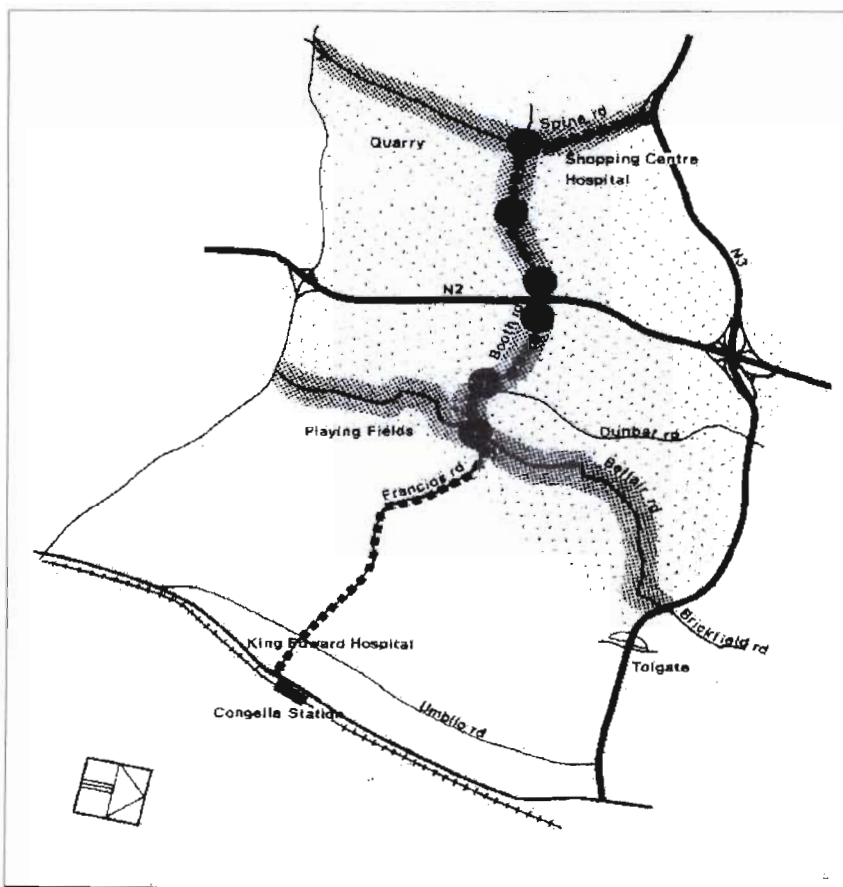 Spine rd
Quarry
Shopping Centre
Hospital
N3
N2
Booth rd
Playing Fields
Dunbar rd
Francios rd
Bellair rd
Brickfield rd
King Edward Hospital
Tolgate
Congella Station
Umbilo rd